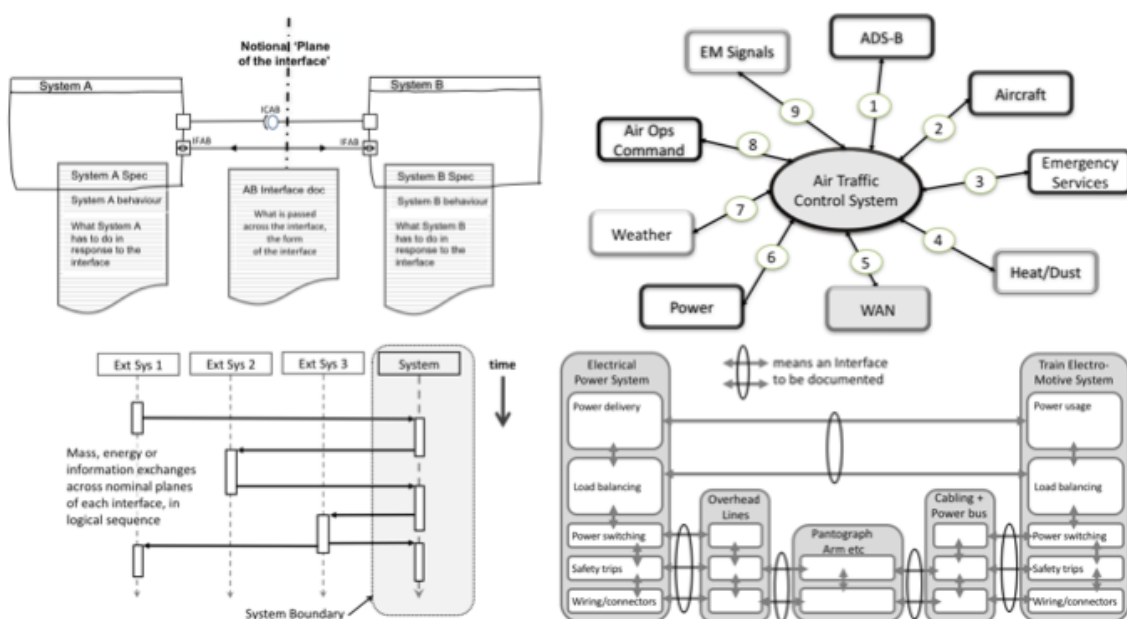 Notional 'Plane
of the interface'
System A
System B
ICAB
IFAB
IFAB
System A Spec
System A behaviour
What System A
has to do in
response to the
interface
AB Interface doc
What is passed
across the interface,
the form
of the interface
System B Spec
System B behaviour
What System B
has to do in
response to the
interface
EM Signals
ADS-B
Aircraft
Air Ops
Command
Emergency
Services
Air Traffic
Control System
Weather
Heat/Dust
Power
WAN
1
2
3
4
5
6
7
8
9
Ext Sys 1
Ext Sys 2
Ext Sys 3
System
time
Mass, energy or
information exchanges
across nominal planes
of each interface, in
logical sequence
System Boundary
means an Interface
to be documented
Electrical
Power System
Power delivery
Load balancing
Power switching
Safety trips
Wiring/connectors
Overhead
Lines
Pantograph
Arm etc
Cabling +
Power bus
Train Electro-
Motive System
Power usage
Load balancing
Power switching
Safety trips
Wiring/connectors